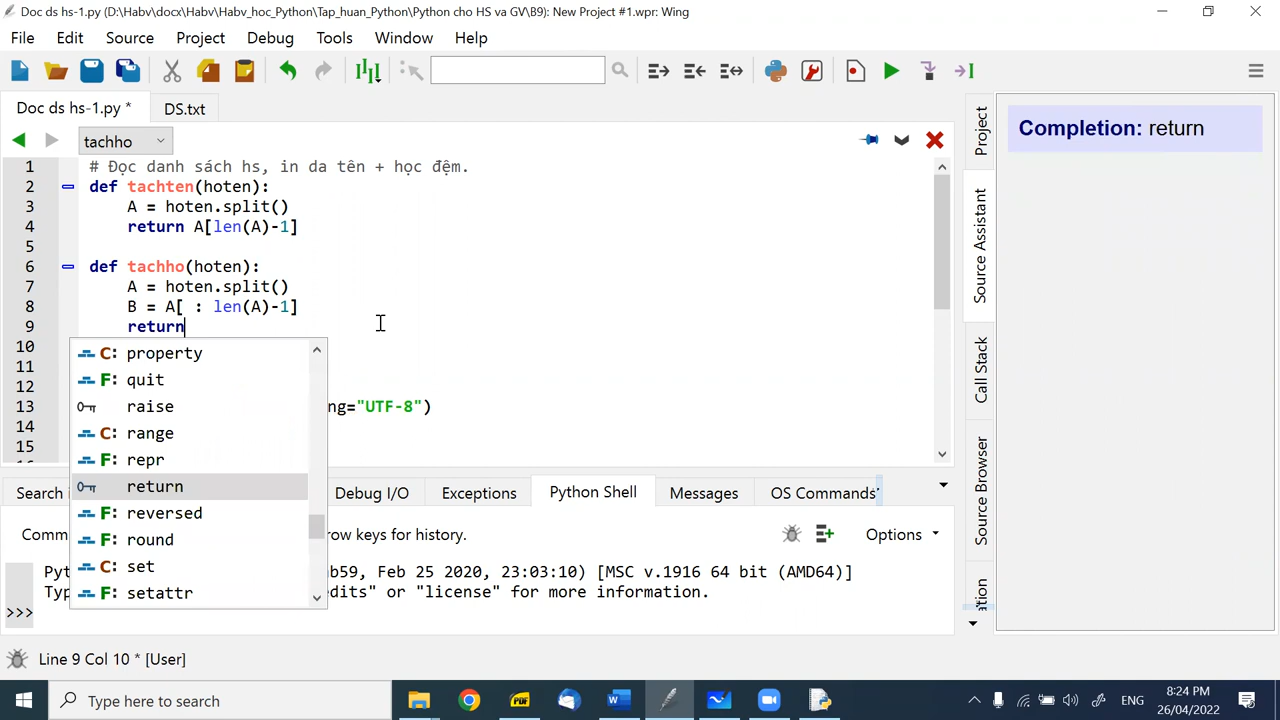 Doc ds hs-1.py (D:\Habv\docx\Habv\Habv_hoc_Python\Tap_huan_Python\Python cho HS va GV\B9): New Project #1.wpr: Wing
File Edit Source Project Debug Tools Window Help
Doc ds hs-1.py * DS.txt
tachho
1 # Đọc danh sách hs, in da tên + học đệm.
2 def tachten(hoten):
3 A = hoten.split()
4 return A[len(A)-1]
5
6 def tachho(hoten):
7 A = hoten.split()
8 B = A[ : len(A)-1]
9 return
10
11
12
13 ng="UTF-8")
14
15
C: property
F: quit
raise
C: range
F: repr
return
F: reversed
F: round
C: set
F: setattr
Completion: return
Project
Source Assistant
Call Stack
Source Browser
Search Debug I/O Exceptions Python Shell Messages OS Commands
Comm row keys for history. Options
Pyt b59, Feb 25 2020, 23:03:10) [MSC v.1916 64 bit (AMD64)]
Typ edits" or "license" for more information.
>>>
Line 9 Col 10 * [User]
Type here to search
PDF
ENG
8:24 PM
26/04/2022